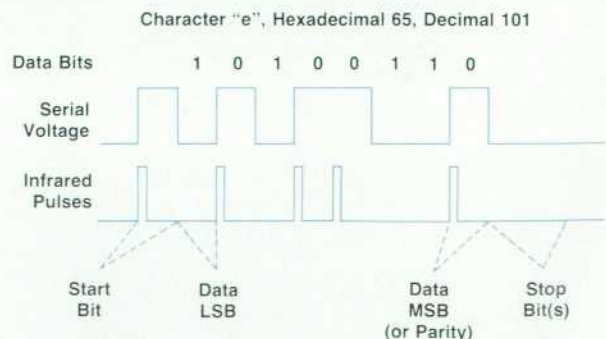 Character “e”, Hexadecimal 65, Decimal 101
Data Bits 1 0 1 0 0 1 1 0
Serial
Voltage
Infrared
Pulses
Start
Bit
Data
LSB
Data
MSB
(or Parity)
Stop
Bit(s)